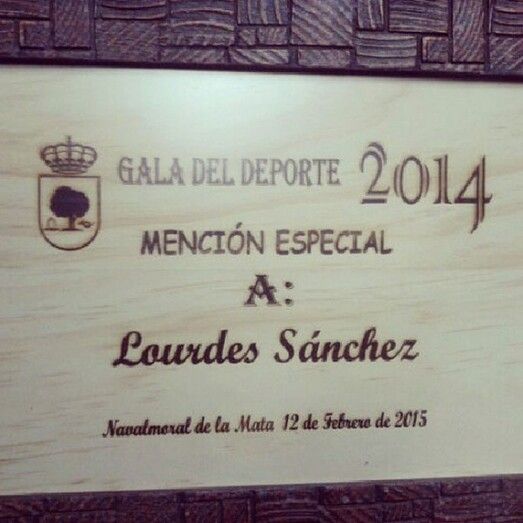 GALA DEL DEPORTE 2014
MENCIÓN ESPECIAL
A:
Lourdes Sánchez
Navalmoral de la Mata 12 de Febrero de 2015